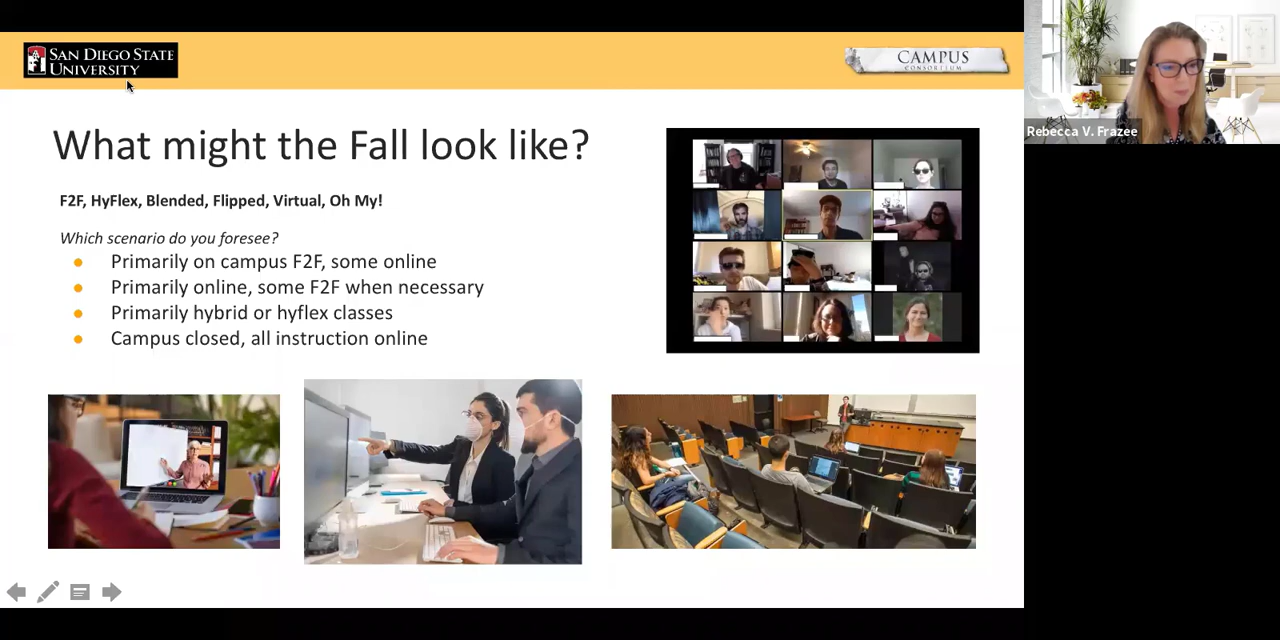 SAN DIEGO STATE
UNIVERSITY
CAMPUS
CONSORTIUM
Rebecca V. Frazee
What might the Fall look like?
F2F, HyFlex, Blended, Flipped, Virtual, Oh My!
Which scenario do you foresee?
Primarily on campus F2F, some online
Primarily online, some F2F when necessary
Primarily hybrid or hyflex classes
Campus closed, all instruction online